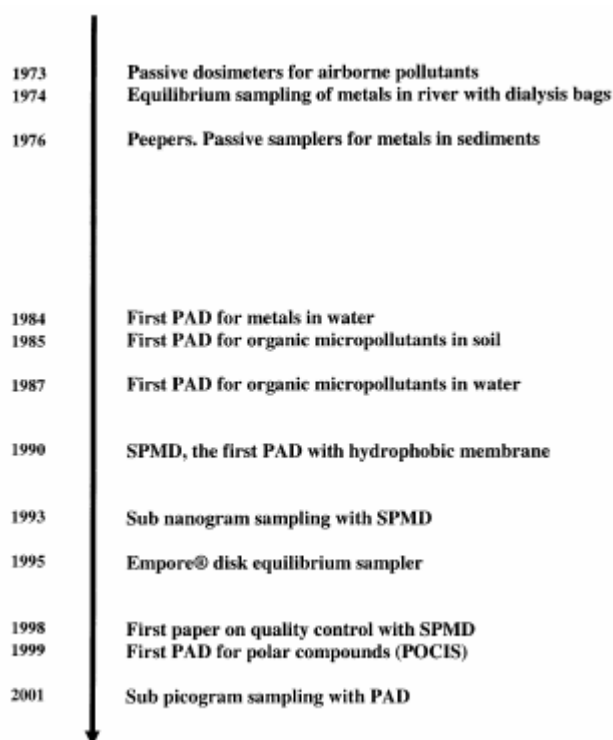 1973 Passive dosimeters for airborne pollutants
1974 Equilibrium sampling of metals in river with dialysis bags
1976 Peepers. Passive samplers for metals in sediments
1984 First PAD for metals in water
1985 First PAD for organic micropollutants in soil
1987 First PAD for organic micropollutants in water
1990 SPMD, the first PAD with hydrophobic membrane
1993 Sub nanogram sampling with SPMD
1995 Empore® disk equilibrium sampler
1998 First paper on quality control with SPMD
1999 First PAD for polar compounds (POCIS)
2001 Sub picogram sampling with PAD